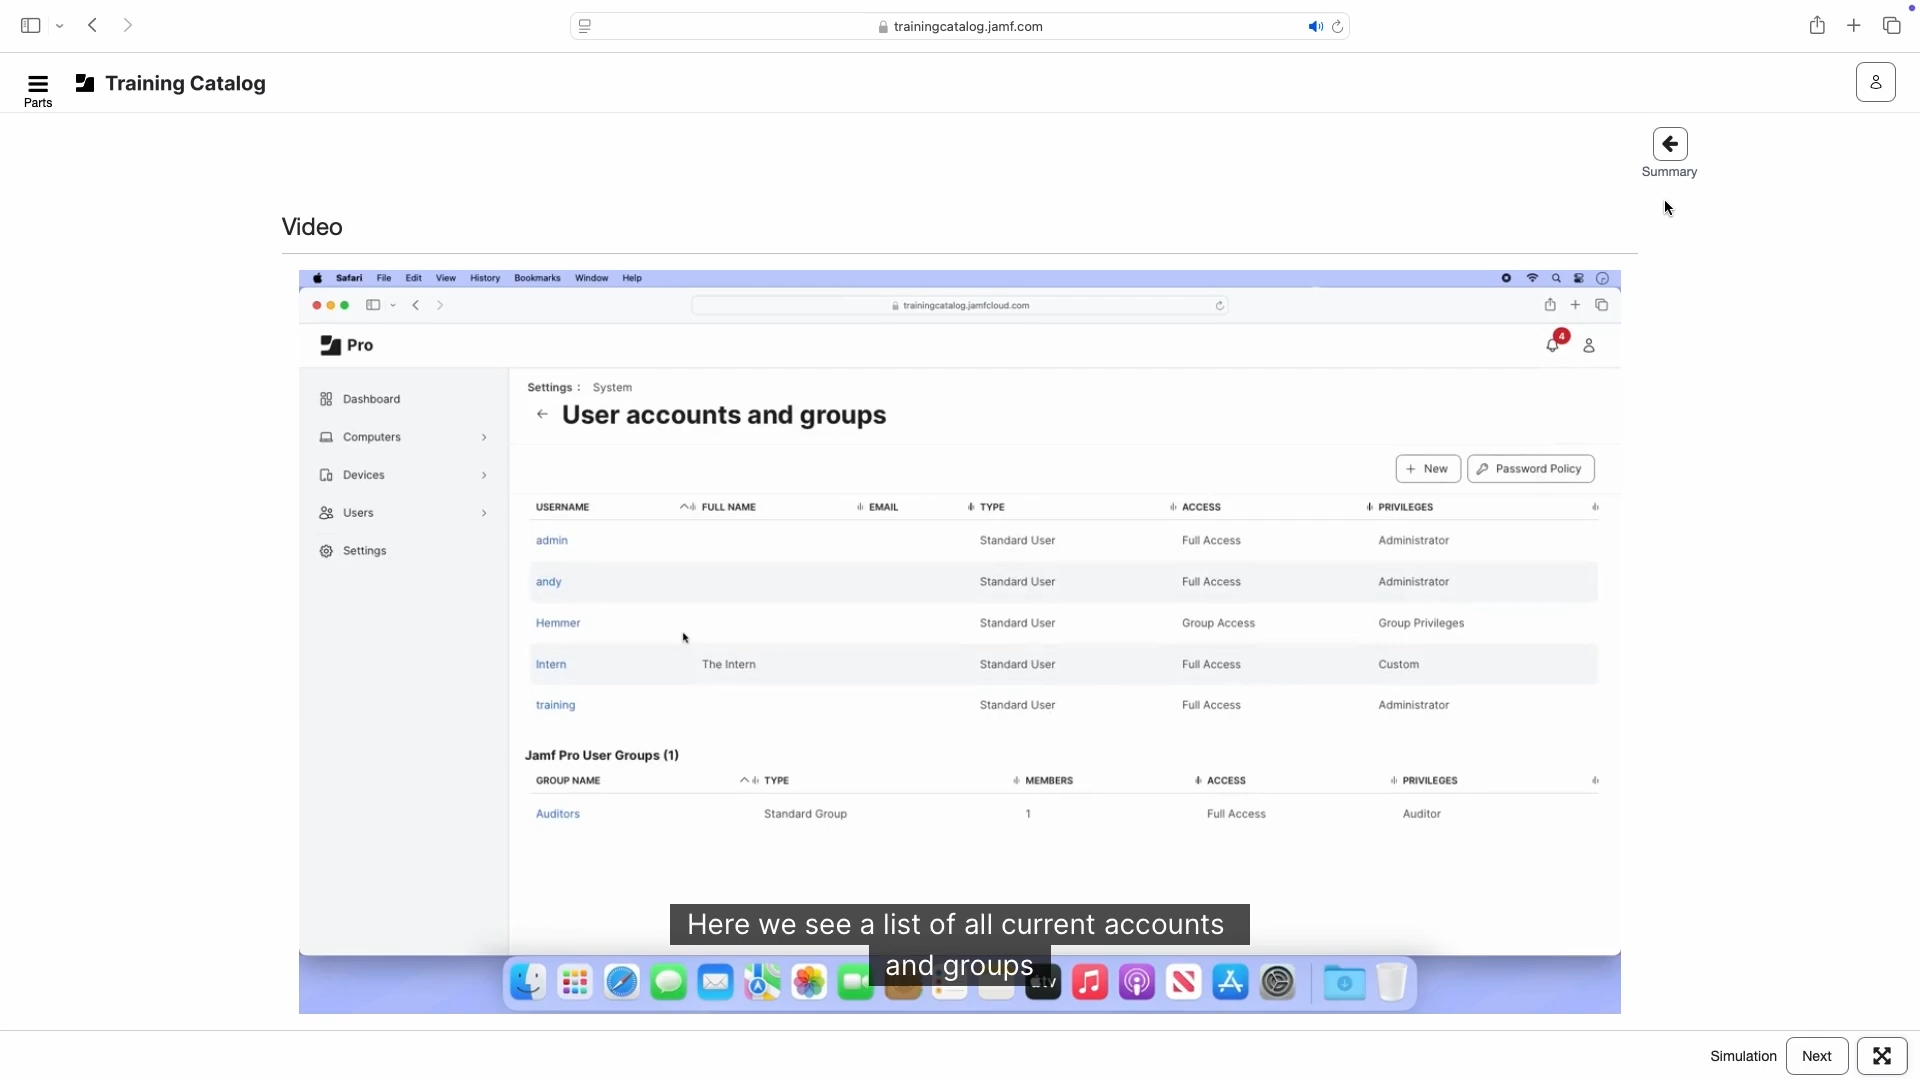 trainingcatalog.jamf.com
Parts
Training Catalog
Summary
Video
Safari File Edit View History Bookmarks Window Help
trainingcatalog.jamfcloud.com
Pro
4
Dashboard
Computers
Devices
Users
Settings
Settings : System
User accounts and groups
New
Password Policy
USERNAME FULL NAME EMAIL TYPE ACCESS PRIVILEGES
admin Standard User Full Access Administrator
andy Standard User Full Access Administrator
Hemmer Standard User Group Access Group Privileges
Intern The Intern Standard User Full Access Custom
training Standard User Full Access Administrator
Jamf Pro User Groups (1)
GROUP NAME TYPE MEMBERS ACCESS PRIVILEGES
Auditors Standard Group 1 Full Access Auditor
Here we see a list of all current accounts
and groups
tv
Simulation
Next